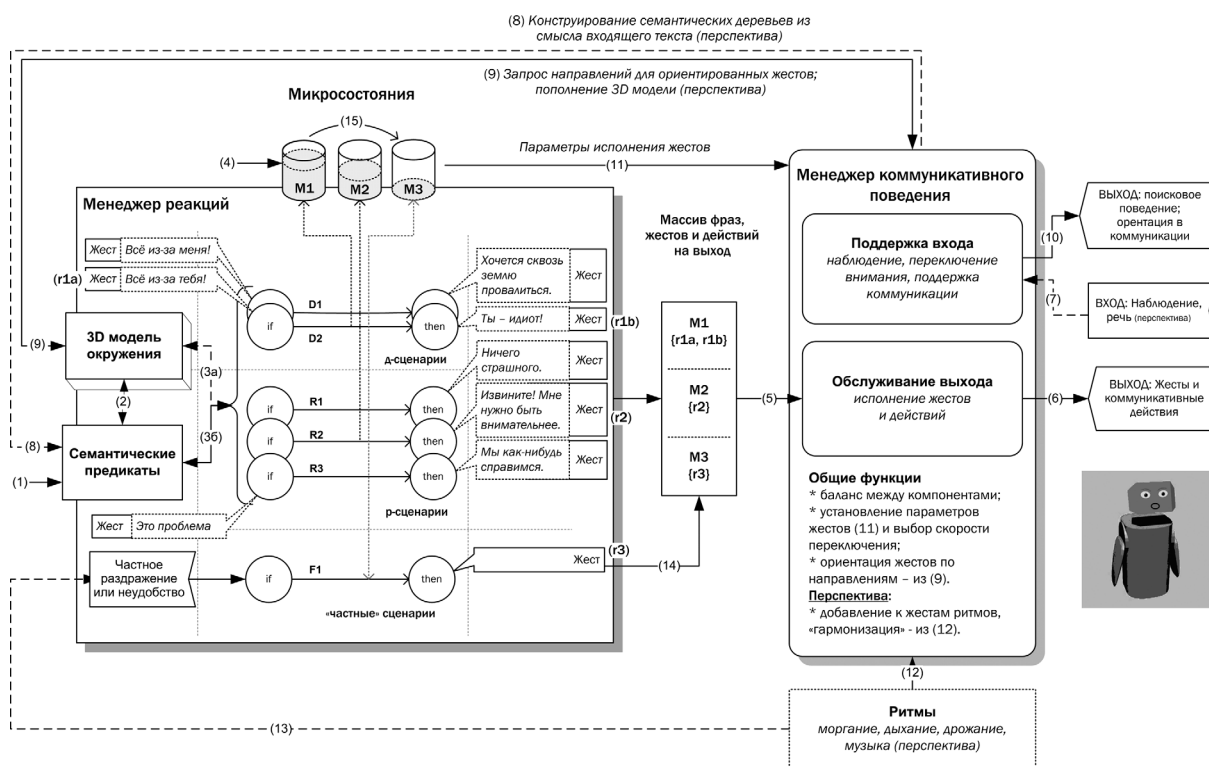 (8) Конструирование семантических деревьев из
смысла входящего текста (перспектива)
(9) Запрос направлений для ориентированных жестов;
пополнение 3D модели (перспектива)
Микросостояния
(15)
(4)
M1
M2
M3
Параметры исполнения жестов
(11)
Менеджер реакций
Жест
Всё из-за меня!
(r1a)
Жест
Всё из-за тебя!
if
D1
D2
then
д-сценарии
Хочется сквозь
землю
провалиться.
Жест
Ты – идиот!
Жест
(r1b)
(9)
3D модель
окружения
(2)
(3а)
(3б)
(8)
(1)
Семантические
предикаты
if
R1
then
if
R2
then
if
R3
then
р-сценарии
Ничего
страшного.
Извините! Мне
нужно быть
внимательнее.
Жест
(r2)
Мы как-нибудь
справимся.
Жест
Жест
Это проблема
Частное
раздражение
или неудобство
if
F1
then
«частные» сценарии
Жест
(r3)
(14)
Массив фраз,
жестов и действий
на выход
M1
{r1a, r1b}
M2
{r2}
M3
{r3}
(5)
Менеджер коммуникативного
поведения
Поддержка входа
наблюдение, переключение
внимания, поддержка
коммуникации
Обслуживание выхода
исполнение жестов
и действий
Общие функции
* баланс между компонентами;
* установление параметров
жестов (11) и выбор скорости
переключения;
* ориентация жестов по
направлениям – из (9).
Перспектива:
* добавление к жестам ритмов,
«гармонизация» - из (12).
(10)
ВЫХОД: поисковое
поведение;
орентация в
коммуникации
(7)
ВХОД: Наблюдение,
речь (перспектива)
(6)
ВЫХОД: Жесты и
коммуникативные
действия
(12)
Ритмы
моргание, дыхание, дрожание,
музыка (перспектива)
(13)